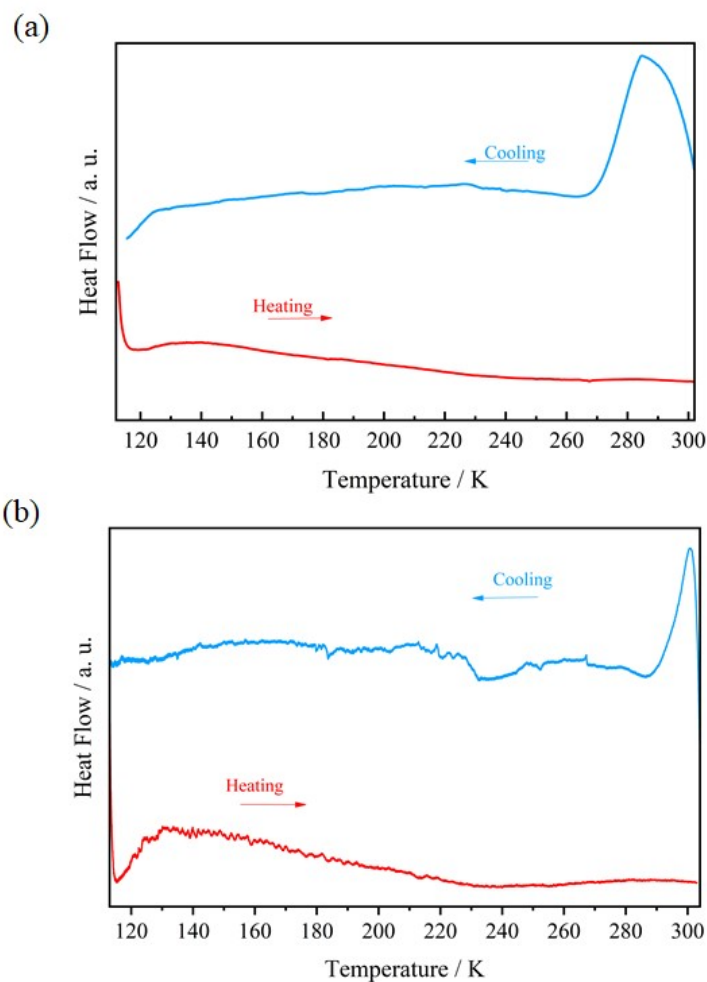 (a)
Heat Flow / a. u.
Cooling
Heating
120 140 160 180 200 220 240 260 280 300
Temperature / K
(b)
Heat Flow / a. u.
Cooling
Heating
120 140 160 180 200 220 240 260 280 300
Temperature / K